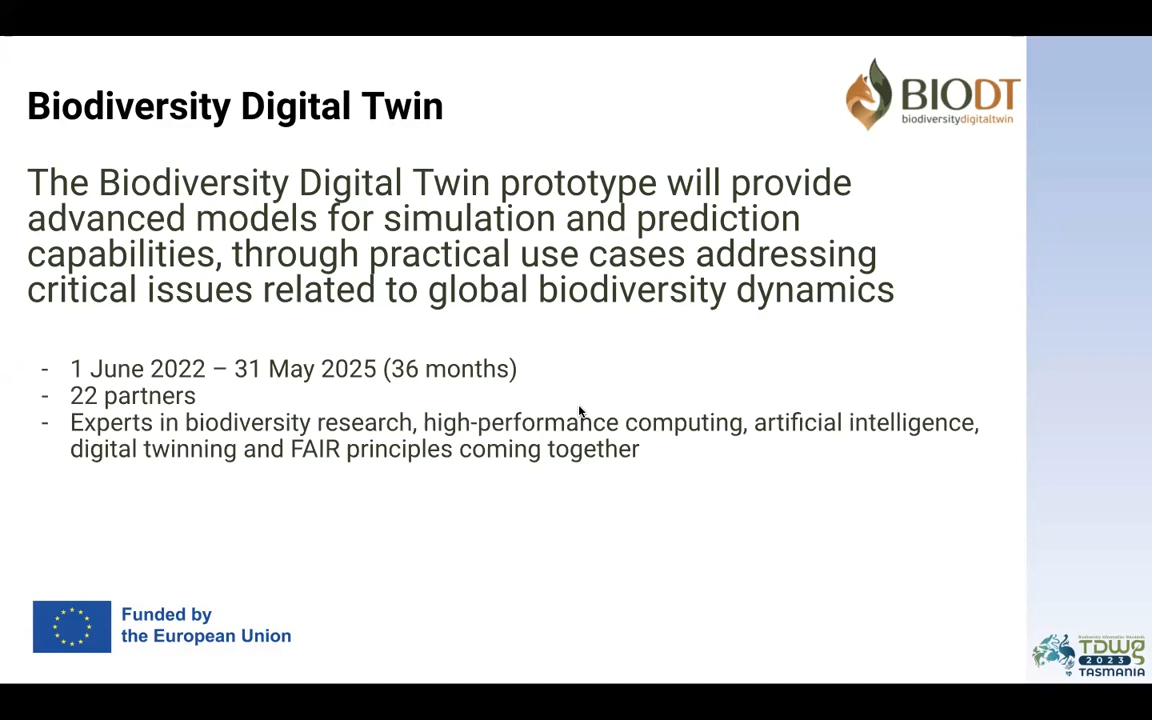 Biodiversity Digital Twin
BIODT
biodiversitydigitaltwin
The Biodiversity Digital Twin prototype will provide
advanced models for simulation and prediction
capabilities, through practical use cases addressing
critical issues related to global biodiversity dynamics
- 1 June 2022 – 31 May 2025 (36 months)
- 22 partners
- Experts in biodiversity research, high-performance computing, artificial intelligence,
digital twinning and FAIR principles coming together
Funded by
the European Union
Biodiversity Information Standards
TDWG
2023
TASMANIA